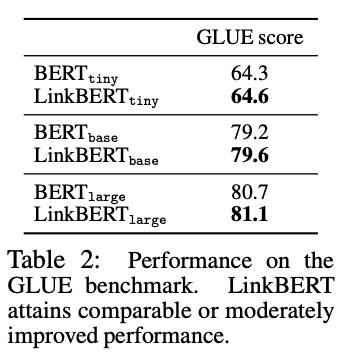 GLUE score
BERTtiny 64.3
LinkBERTtiny 64.6
BERTbase 79.2
LinkBERTbase 79.6
BERTlarge 80.7
LinkBERTlarge 81.1
Table 2: Performance on the
GLUE benchmark. LinkBERT
attains comparable or moderately
improved performance.